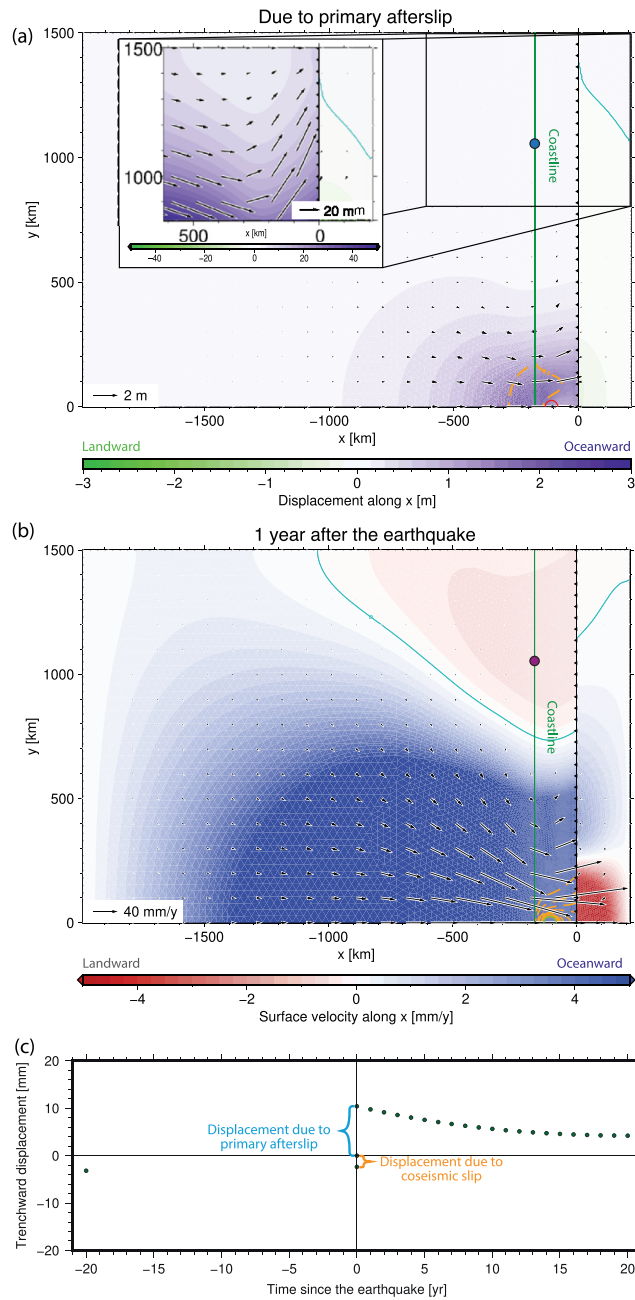 Due to primary afterslip
(a)
1500
1500
1000
1000
Coastline
20 mm
500
x [km]
0
−40
−20
0
20
40
y [km]
500
2 m
0
−1500
−1000
−500
0
x [km]
Landward
Oceanward
−3
−2
−1
0
1
2
3
Displacement along x [m]
(b)
1 year after the earthquake
1500
1000
Coastline
y [km]
500
40 mm/y
0
−1500
−1000
−500
0
x [km]
Landward
Oceanward
−4
−2
0
2
4
Surface velocity along x [mm/y]
(c)
20
10
0
−10
−20
Trenchward displacement [mm]
Displacement due to
primary afterslip
Displacement due to
coseismic slip
−20
−15
−10
−5
0
5
10
15
20
Time since the earthquake [yr]